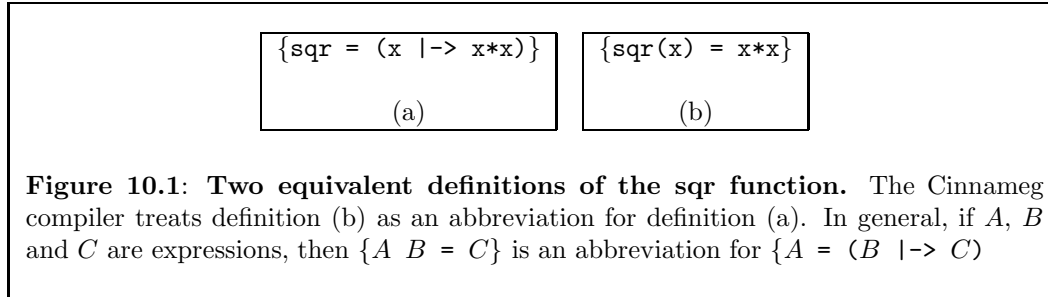 {sqr = (x |-> x*x)} {sqr(x) = x*x}
(a) (b)
Figure 10.1: Two equivalent definitions of the sqr function. The Cinnameg
compiler treats definition (b) as an abbreviation for definition (a). In general, if A, B
and C are expressions, then {A B = C} is an abbreviation for {A = (B |-> C)